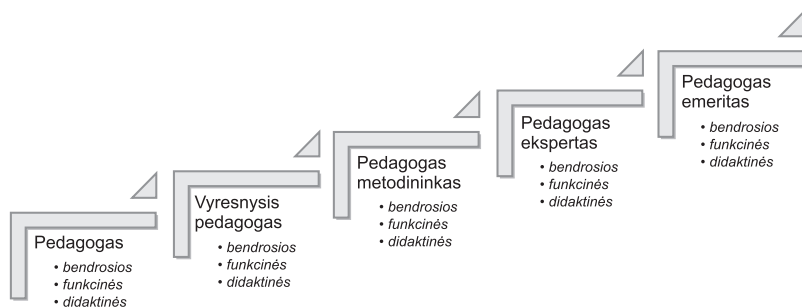 Pedagogas
• bendrosios
• funkcinės
• didaktinės
Vyresnysis
pedagogas
• bendrosios
• funkcinės
• didaktinės
Pedagogas
metodininkas
• bendrosios
• funkcinės
• didaktinės
Pedagogas
ekspertas
• bendrosios
• funkcinės
• didaktinės
Pedagogas
emeritas
• bendrosios
• funkcinės
• didaktinės